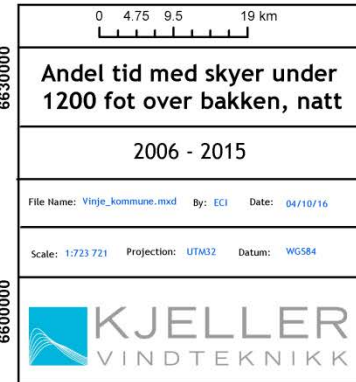 0 4.75 9.5 19 km
6630000
Andel tid med skyer under
1200 fot over bakken, natt
2006 - 2015
File Name: Vinje_kommune.mxd By: ECI Date: 04/10/16
Scale: 1:723 721 Projection: UTM32 Datum: WGS84
6600000
KJELLER
VINDTEKNIKK